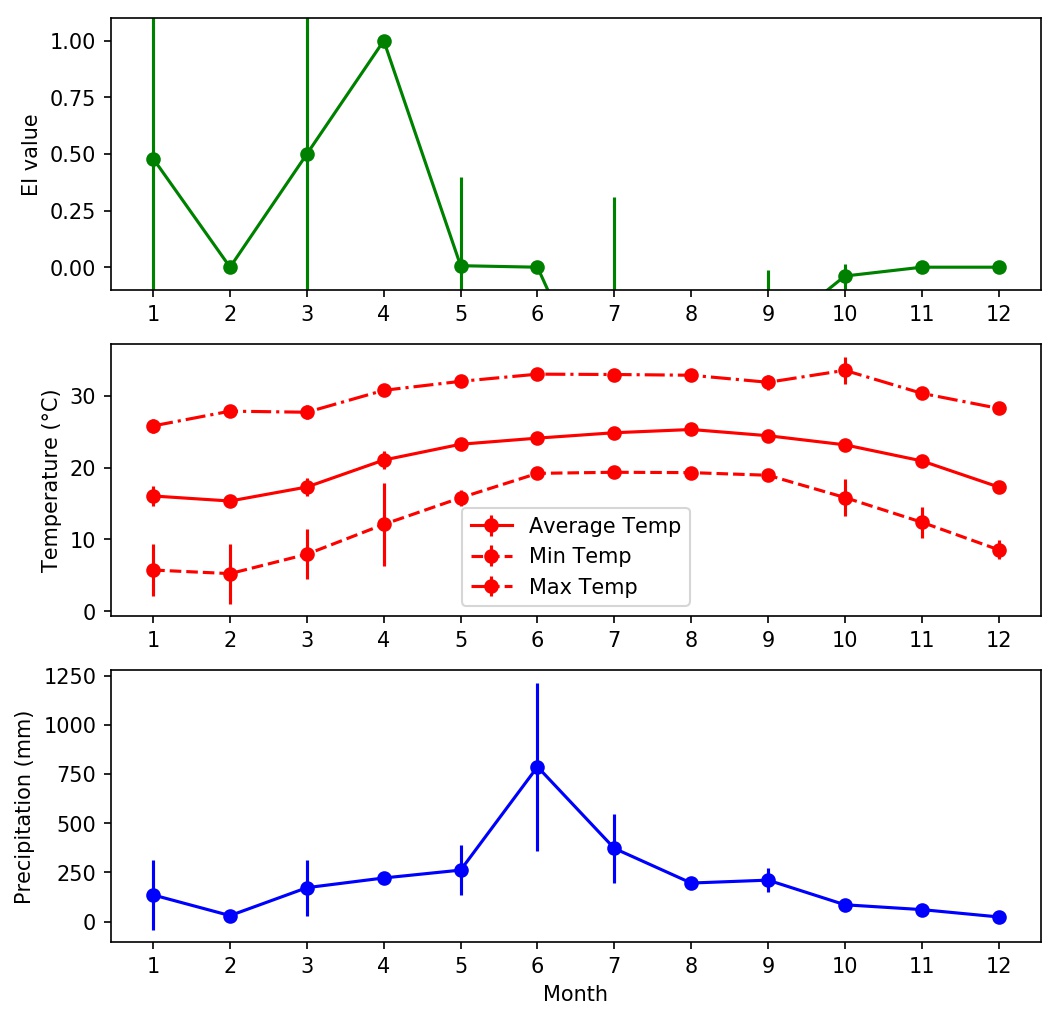 EI value
1.00
0.75
0.50
0.25
0.00
1 2 3 4 5 6 7 8 9 10 11 12
Temperature (°C)
30
20
10
0
Average Temp
Min Temp
Max Temp
1 2 3 4 5 6 7 8 9 10 11 12
Precipitation (mm)
1250
1000
750
500
250
0
1 2 3 4 5 6 7 8 9 10 11 12
Month